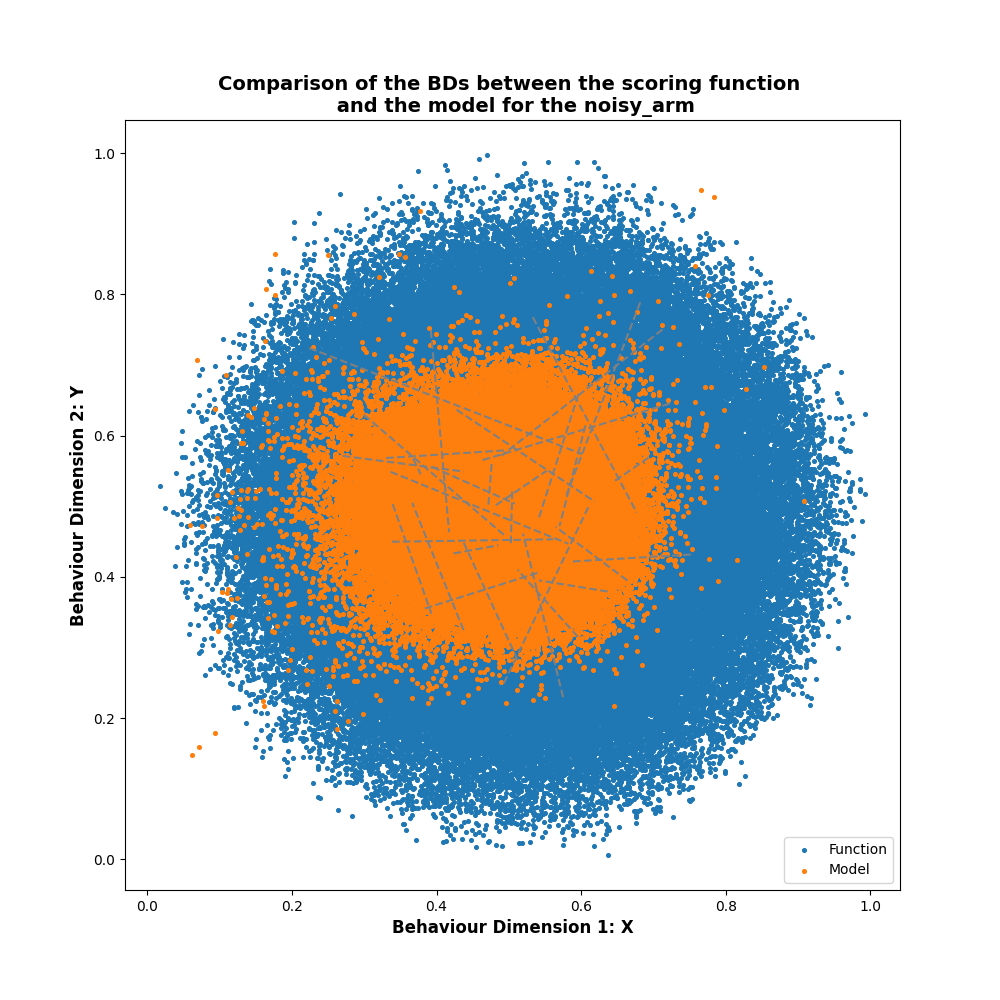 Comparison of the BDs between the scoring function
and the model for the noisy_arm
1.0
0.8
0.6
0.4
0.2
0.0
Behaviour Dimension 2: Y
0.0 0.2 0.4 0.6 0.8 1.0
Behaviour Dimension 1: X
Function
Model